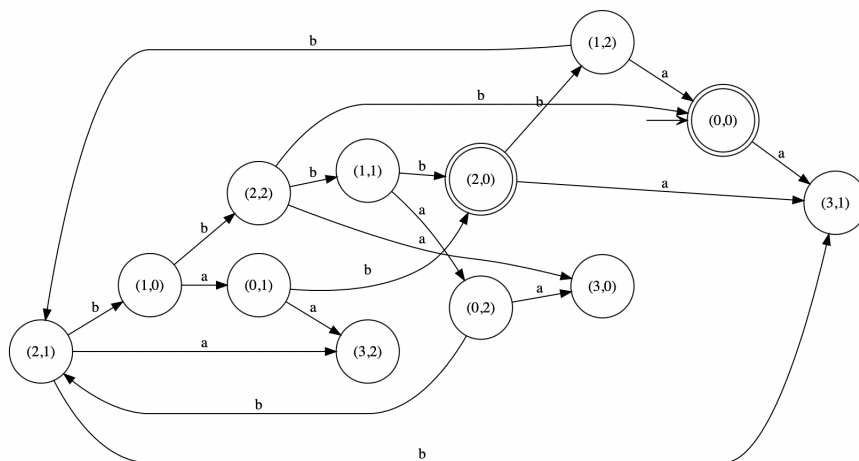 b
(1,2)
a
b
b
(0,0)
a
(1,1)
b
b
(2,0)
(2,2)
a
(3,1)
b
a
a
b
(1,0)
a
(0,1)
a
(3,0)
b
a
(0,2)
(2,1)
a
(3,2)
b
b